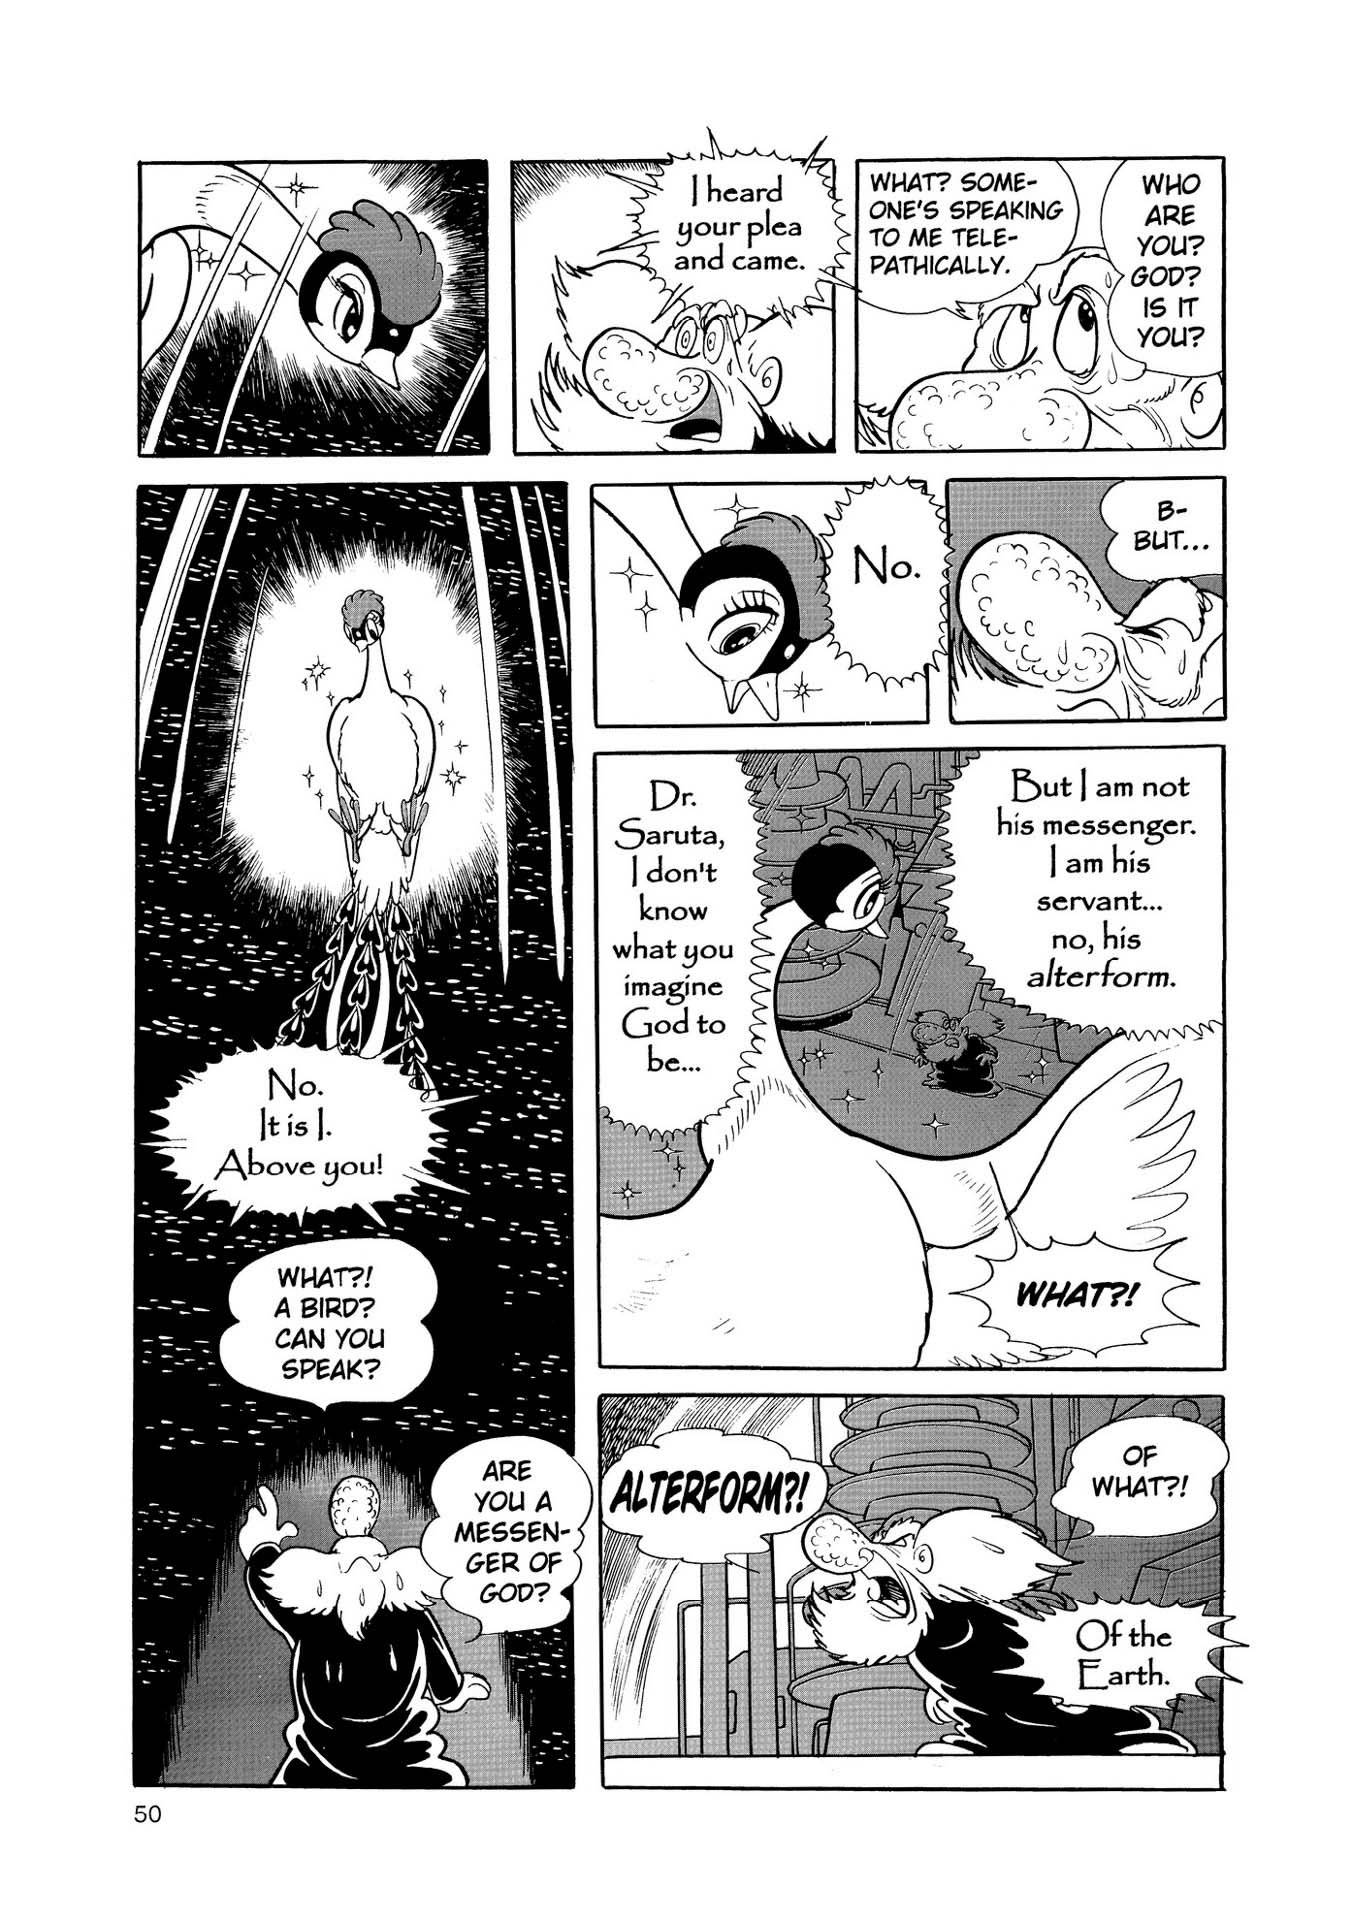 I heard
your plea
and came.
WHAT? SOME-
ONE'S SPEAKING
TO ME TELE-
PATHICALLY.
WHO
ARE
YOU?
GOD?
IS IT
YOU?
No.
It is I.
Above you!
WHAT?!
A BIRD?
CAN YOU
SPEAK?
ARE
YOU A
MESSEN-
GER OF
GOD?
No.
B-
BUT...
Dr.
Saruta,
I don't
know
what you
imagine
God to
be...
But I am not
his messenger.
I am his
servant...
no, his
alterform.
WHAT?!
ALTERFORM?!
OF
WHAT?!
Of the
Earth.
50